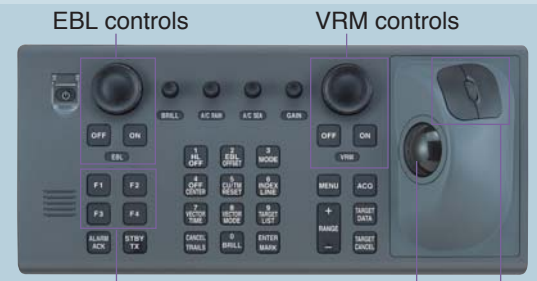 EBL controls VRM controls
BRILL A/C RAIN A/C SEA GAIN
OFF ON
EBL
OFF ON
VRM
F1 F2
F3 F4
ALARM ACK
STBY TX
1 HL OFF
2 EBL OFFSET
3 MODE
4 OFF CENTER
5 CU/TM RESET
6 INDEX LINE
7 VECTOR TIME
8 VECTOR MODE
9 TARGET LIST
CANCEL TRAILS
0 BRILL
ENTER MARK
MENU ACQ
+
RANGE
−
TARGET DATA
TARGET CANCEL